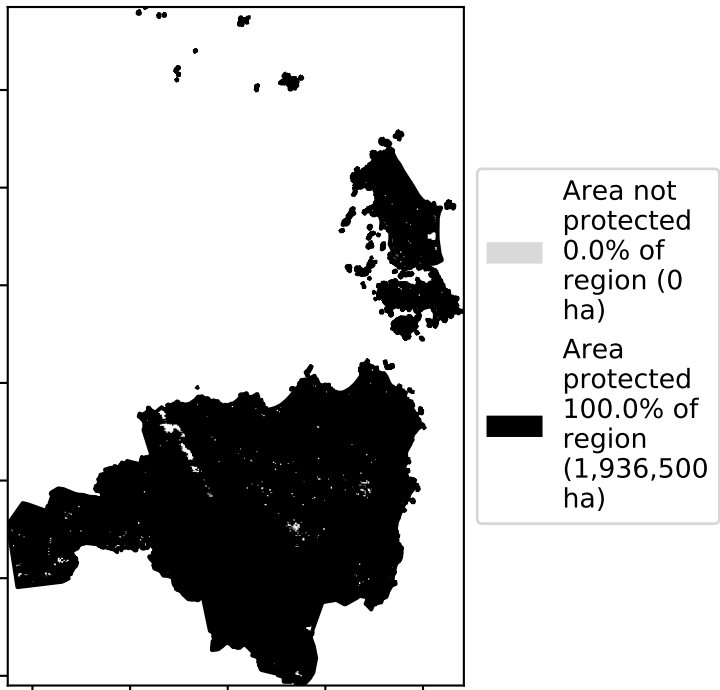 Area not
protected
0.0% of
region (0
ha)
Area
protected
100.0% of
region
(1,936,500
ha)